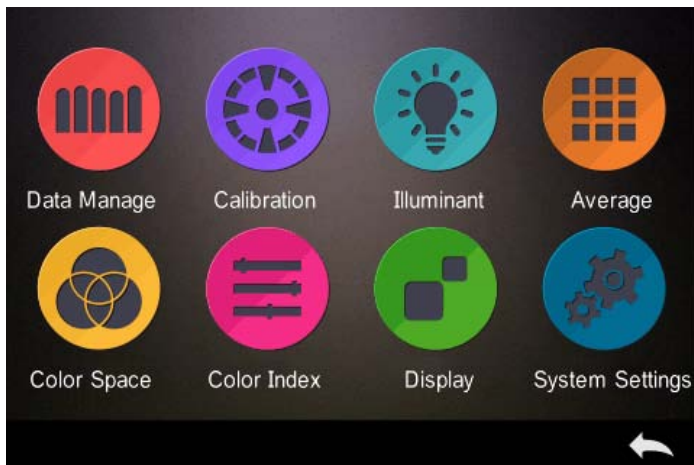 Data Manage Calibration Illuminant Average
Color Space Color Index Display System Settings